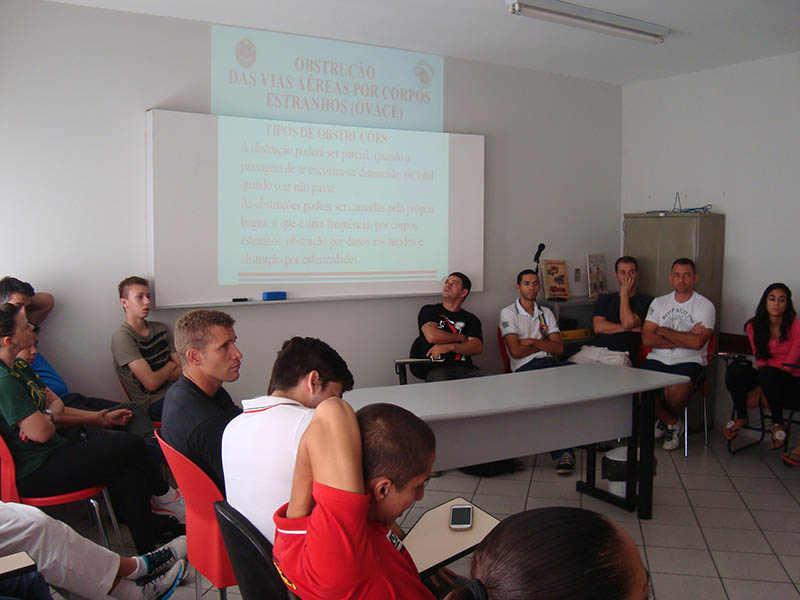 OBSTRUÇÃO
DAS VIAS AÉREAS POR CORPOS
ESTRANHOS (OVACE)
TIPOS DE OBSTRUÇÕES
A obstrução poderá ser parcial, quando a
passagem de ar encontra-se diminuída, ou total
quando o ar não passa.
As obstruções podem ser causadas pela própria
língua, o que é uma frequência, por corpos
estranhos, obstrução por danos aos tecidos e
obstrução por enfermidades.